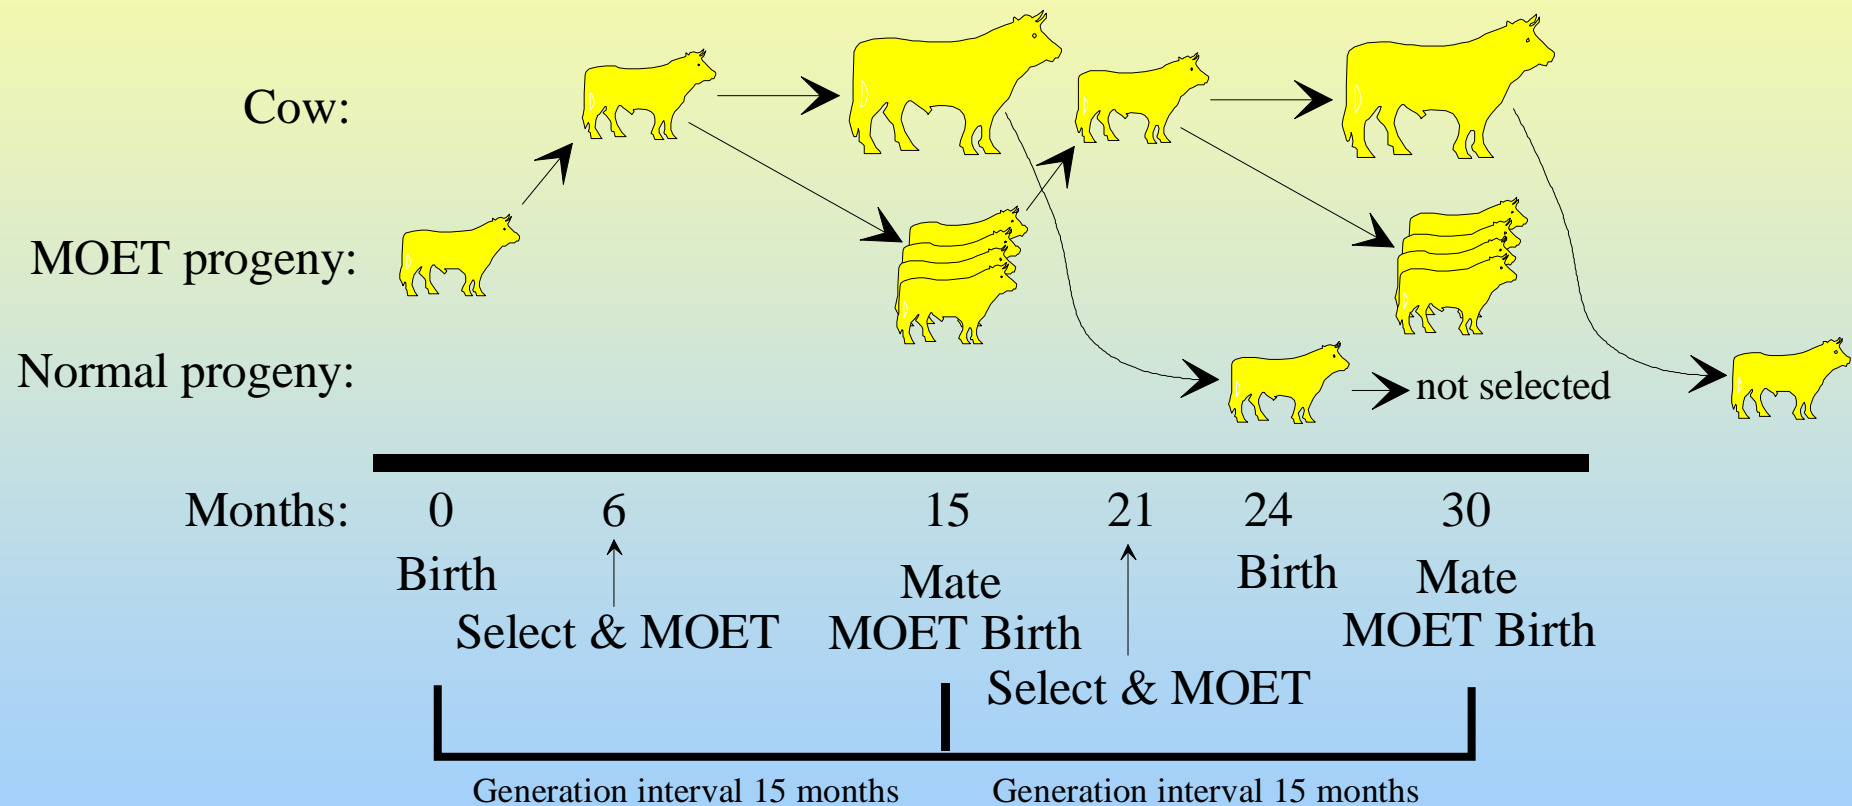 Cow:
MOET progeny:
Normal progeny:
not selected
Months:
0
6
15
21
24
30
Birth
Select & MOET
Mate
MOET Birth
Select & MOET
Birth
Mate
MOET Birth
Generation interval 15 months
Generation interval 15 months